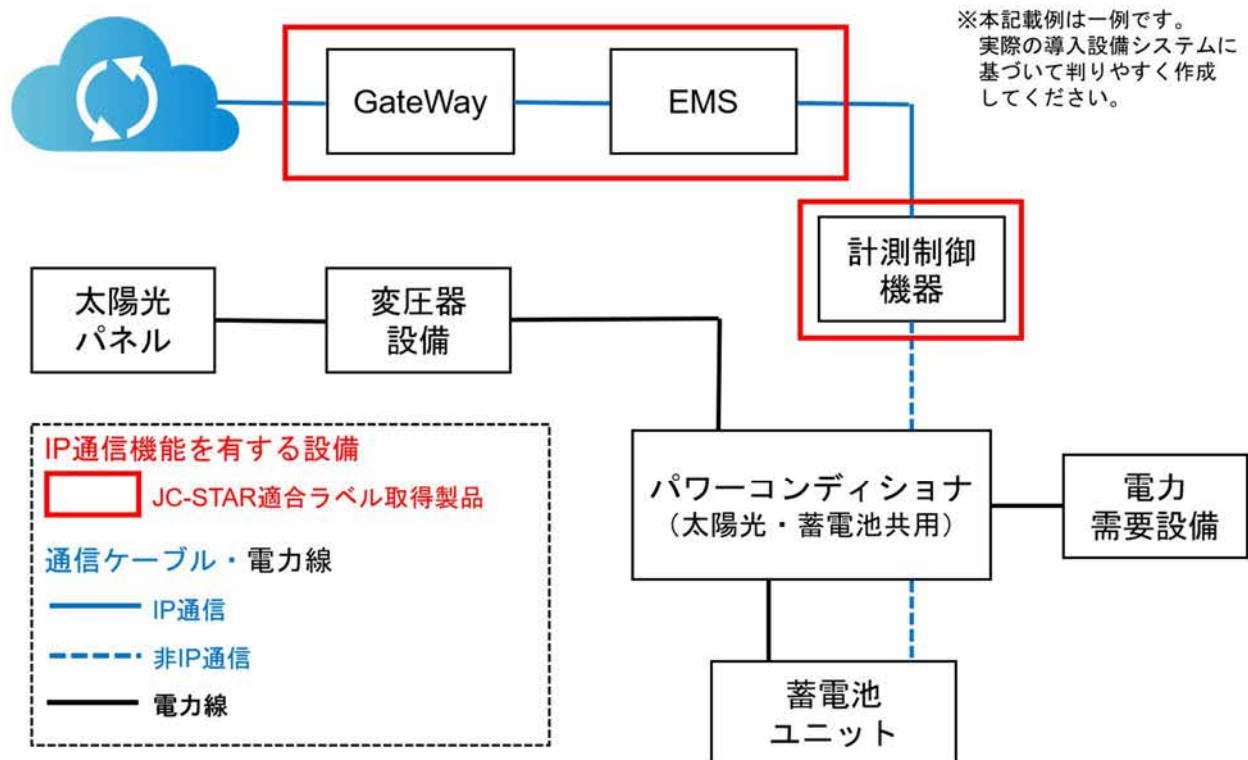 ※本記載例は一例です。
実際の導入設備システムに
基づいて判りやすく作成
してください。
GateWay
EMS
計測制御
機器
太陽光
パネル
変圧器
設備
パワーコンディショナ
（太陽光・蓄電池共用）
電力
需要設備
蓄電池
ユニット
IP通信機能を有する設備
JC-STAR適合ラベル取得製品
通信ケーブル・電力線
IP通信
非IP通信
電力線